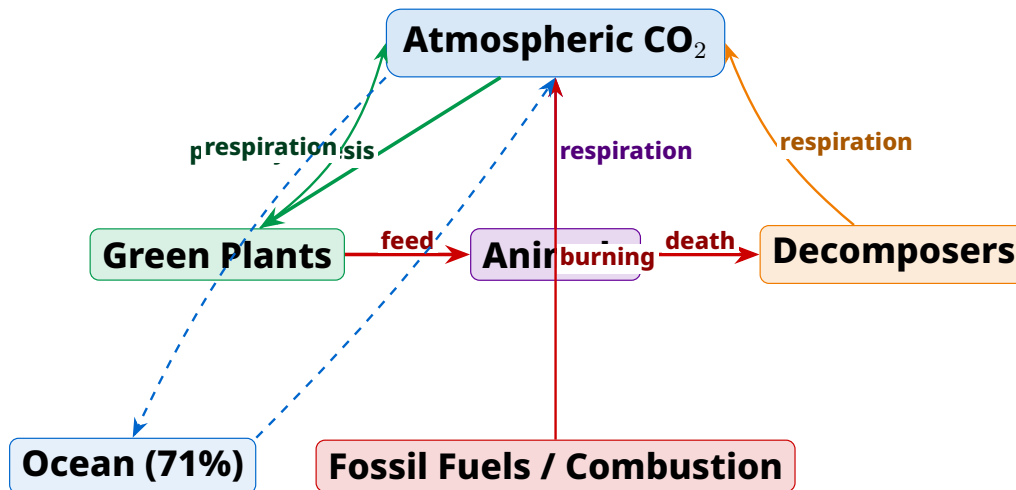 Atmospheric CO₂
respiration
respiration
respiration
Green Plants
feed
burning
death
Decomposers
Ocean (71%)
Fossil Fuels / Combustion